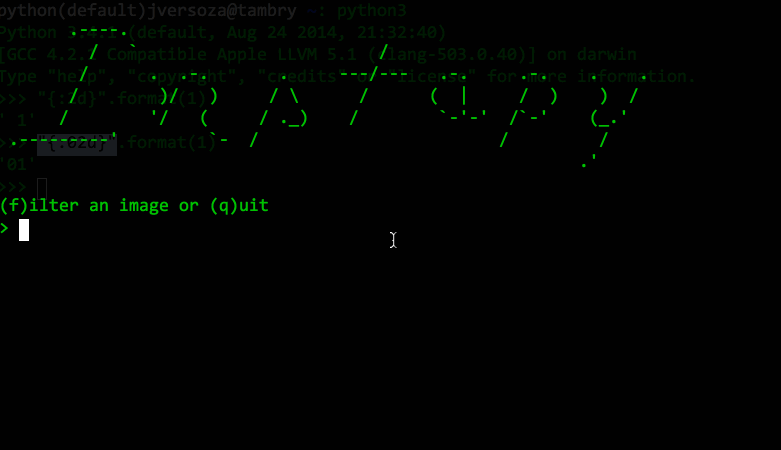 python(default)jversoza@tambry ~: python3
Python 3.4.1 (default, Aug 24 2014, 21:32:40)
[GCC 4.2.1 Compatible Apple LLVM 5.1 (clang-503.0.40)] on darwin
Type "help", "copyright", "credits" or "license" for more information.
>>> "{:2d}".format(1)
' 1'
>>> "{:02d}".format(1)
'01'
>>>
Instapy
(f)ilter an image or (q)uit
>